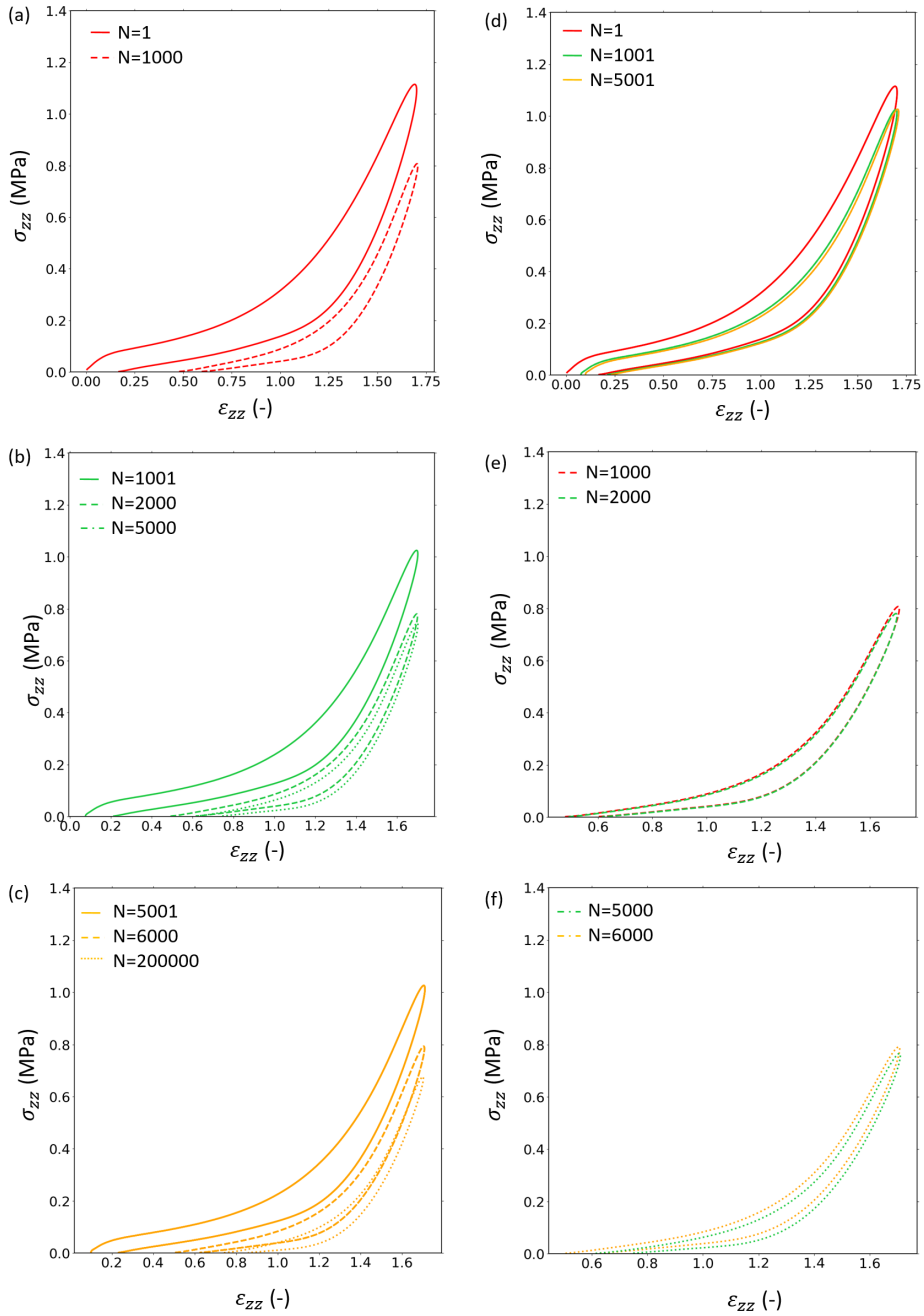 (a)
N=1
N=1000
1.4
1.2
1.0
0.8
0.6
0.4
0.2
0.0
σzz (MPa)
0.00 0.25 0.50 0.75 1.00 1.25 1.50 1.75
εzz (-)
(d)
N=1
N=1001
N=5001
1.4
1.2
1.0
0.8
0.6
0.4
0.2
0.0
σzz (MPa)
0.00 0.25 0.50 0.75 1.00 1.25 1.50 1.75
εzz (-)
(b)
N=1001
N=2000
N=5000
1.4
1.2
1.0
0.8
0.6
0.4
0.2
0.0
σzz (MPa)
0.0 0.2 0.4 0.6 0.8 1.0 1.2 1.4 1.6
εzz (-)
(e)
N=1000
N=2000
1.4
1.2
1.0
0.8
0.6
0.4
0.2
0.0
σzz (MPa)
0.6 0.8 1.0 1.2 1.4 1.6
εzz (-)
(c)
N=5001
N=6000
N=200000
1.4
1.2
1.0
0.8
0.6
0.4
0.2
0.0
σzz (MPa)
0.2 0.4 0.6 0.8 1.0 1.2 1.4 1.6
εzz (-)
(f)
N=5000
N=6000
1.4
1.2
1.0
0.8
0.6
0.4
0.2
0.0
σzz (MPa)
0.6 0.8 1.0 1.2 1.4 1.6
εzz (-)